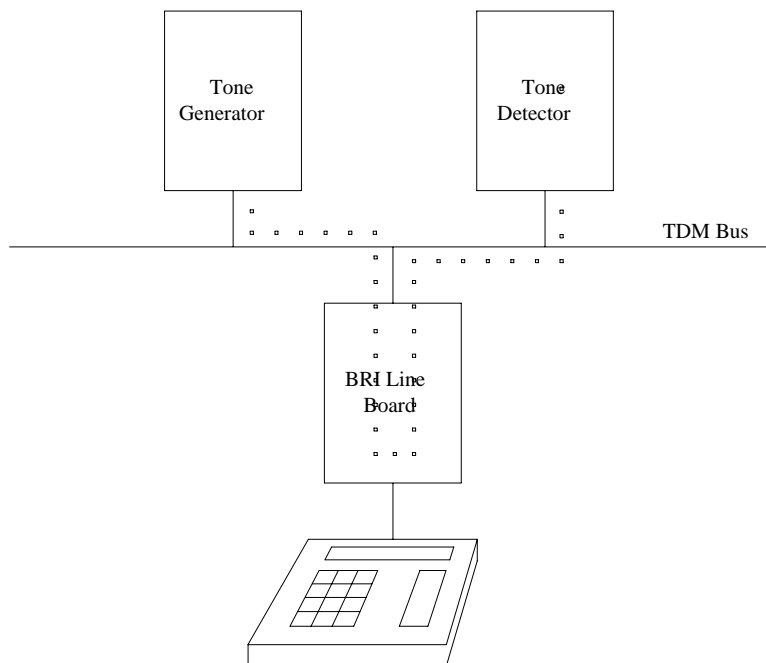 Tone
Generator
Tone
Detector
TDM Bus
BRI Line
Board